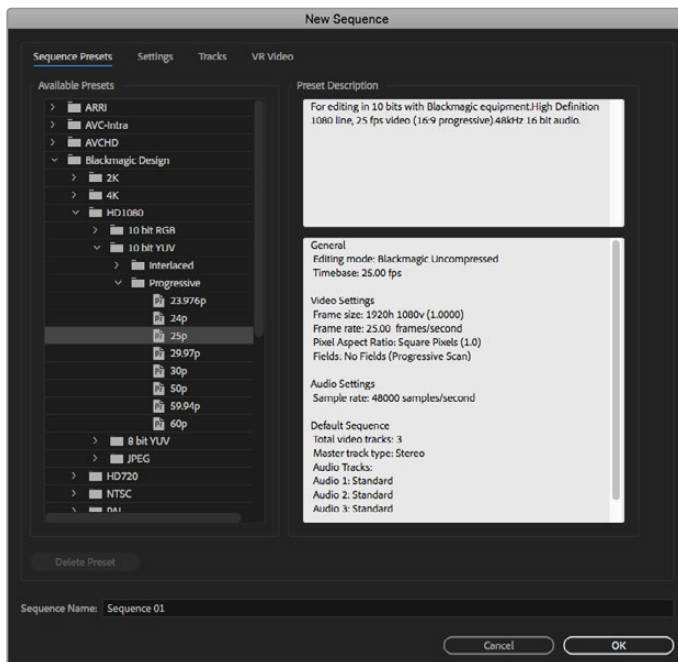 New Sequence
Sequence Presets Settings Tracks VR Video
Available Presets
ARRI
AVC-Intra
AVCHD
Blackmagic Design
2K
4K
HD1080
10 bit RGB
10 bit YUV
Interlaced
Progressive
23.976p
24p
25p
29.97p
30p
50p
59.94p
60p
8 bit YUV
JPEG
HD720
NTSC
PAL
Delete Preset
Preset Description
For editing in 10 bits with Blackmagic equipment.High Definition
1080 line, 25 fps video (16:9 progressive).48kHz 16 bit audio.
General
Editing mode: Blackmagic Uncompressed
Timebase: 25.00 fps
Video Settings
Frame size: 1920h 1080v (1.0000)
Frame rate: 25.00 frames/second
Pixel Aspect Ratio: Square Pixels (1.0)
Fields: No Fields (Progressive Scan)
Audio Settings
Sample rate: 48000 samples/second
Default Sequence
Total video tracks: 3
Master track type: Stereo
Audio Tracks:
Audio 1: Standard
Audio 2: Standard
Audio 3: Standard
Sequence Name: Sequence 01
Cancel OK